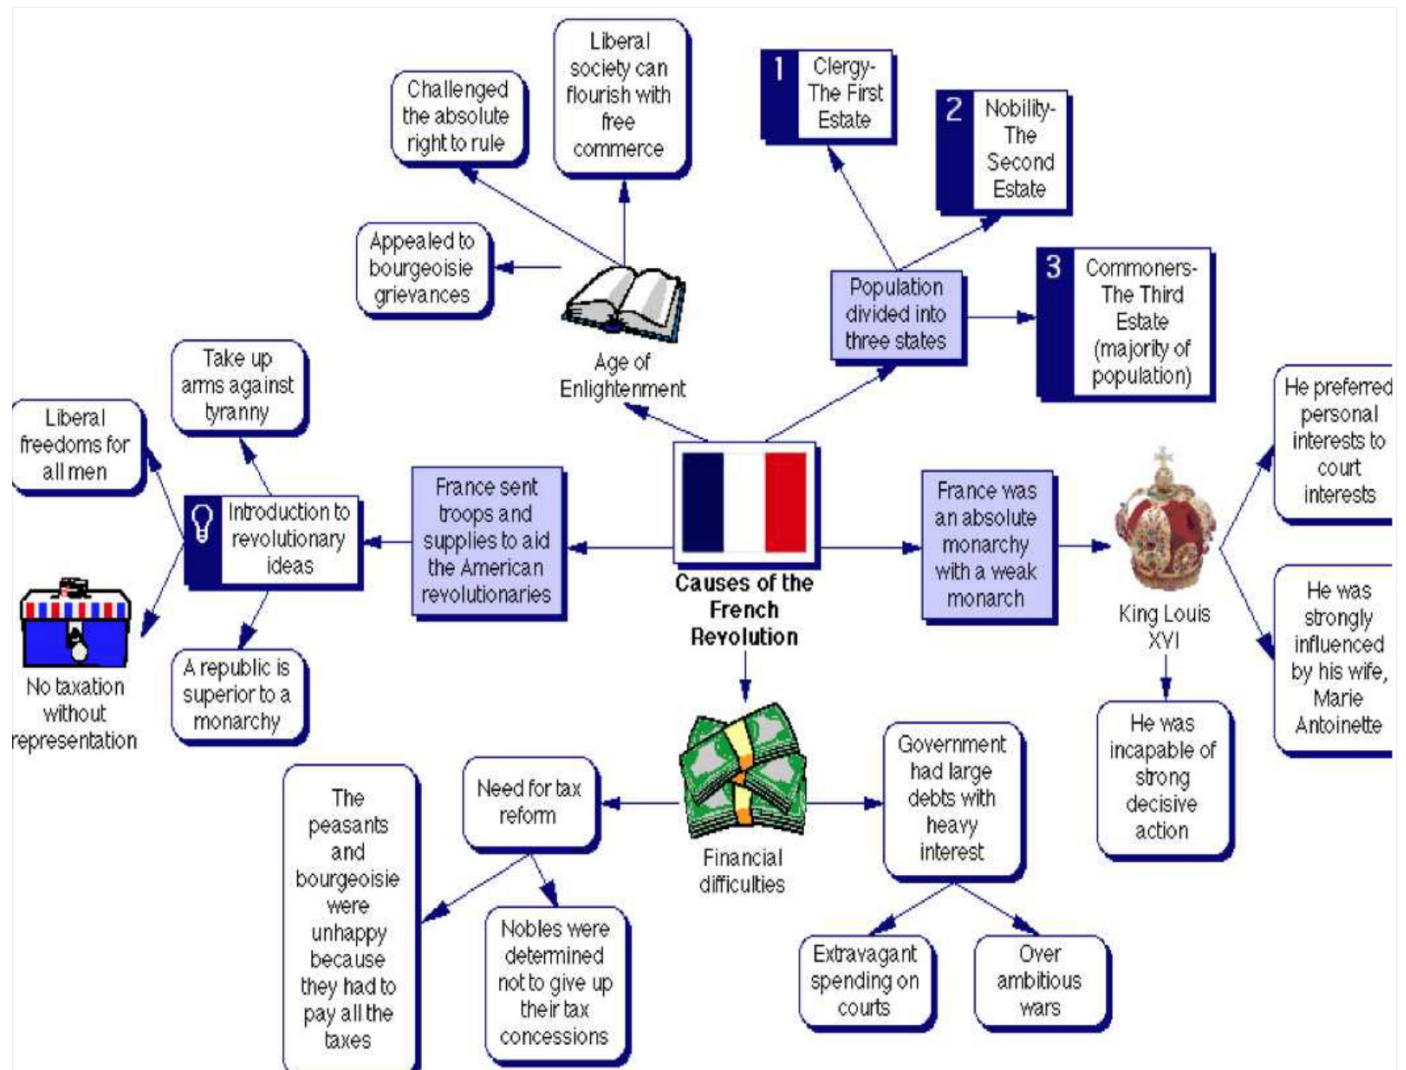 Liberal
society can
flourish with
free
commerce
Challenged
the absolute
right to rule
Appealed to
bourgeoisie
grievances
Age of
Enlightenment
1
Clergy-
The First
Estate
2
Nobility-
The
Second
Estate
3
Commoners-
The Third
Estate
(majority of
population)
Population
divided into
three states
Take up
arms against
tyranny
Liberal
freedoms for
all men
Introduction to
revolutionary
ideas
France sent
troops and
supplies to aid
the American
revolutionaries
No taxation
without
representation
A republic is
superior to a
monarchy
Causes of the
French
Revolution
France was
an absolute
monarchy
with a weak
monarch
King Louis
XVI
He preferred
personal
interests to
court
interests
He was
strongly
influenced
by his wife,
Marie
Antoinette
He was
incapable of
strong
decisive
action
Financial
difficulties
Need for tax
reform
The
peasants
and
bourgeoisie
were
unhappy
because
they had to
pay all the
taxes
Nobles were
determined
not to give up
their tax
concessions
Government
had large
debts with
heavy
interest
Extravagant
spending on
courts
Over
ambitious
wars